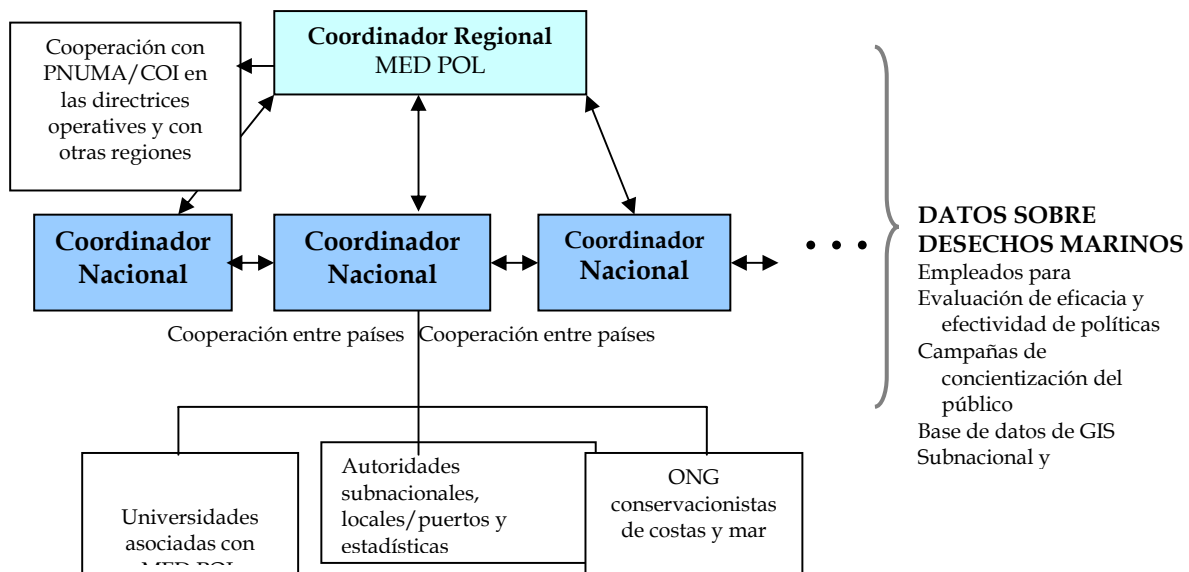 Cooperación con
PNUMA/COI en
las directrices
operatives y con
otras regiones
Coordinador Regional
MED POL
Coordinador
Nacional
Coordinador
Nacional
Coordinador
Nacional
• • •
Cooperación entre países
Cooperación entre países
Universidades
asociadas con
MED POL
Autoridades
subnacionales,
locales/puertos y
estadísticas
ONG
conservacionistas
de costas y mar
DATOS SOBRE
DESECHOS MARINOS
Empleados para
Evaluación de eficacia y
efectividad de políticas
Campañas de
concientización del
público
Base de datos de GIS
Subnacional y